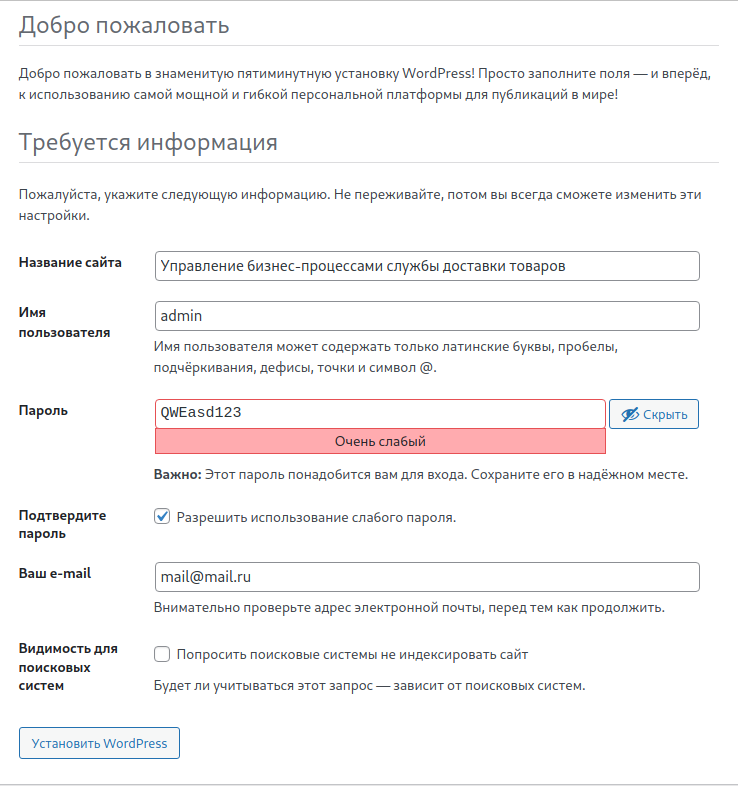 Добро пожаловать
Добро пожаловать в знаменитую пятиминутную установку WordPress! Просто заполните поля — и вперёд,
к использованию самой мощной и гибкой персональной платформы для публикаций в мире!
Требуется информация
Пожалуйста, укажите следующую информацию. Не переживайте, потом вы всегда сможете изменить эти
настройки.
Название сайта
Управление бизнес-процессами службы доставки товаров
Имя
пользователя
admin
Имя пользователя может содержать только латинские буквы, пробелы,
подчёркивания, дефисы, точки и символ @.
Пароль
QWEasd123
Скрыть
Очень слабый
Важно: Этот пароль понадобится вам для входа. Сохраните его в надёжном месте.
Подтвердите
пароль
Разрешить использование слабого пароля.
Ваш e-mail
mail@mail.ru
Внимательно проверьте адрес электронной почты, перед тем как продолжить.
Видимость для
поисковых
систем
Попросить поисковые системы не индексировать сайт
Будет ли учитываться этот запрос — зависит от поисковых систем.
Установить WordPress